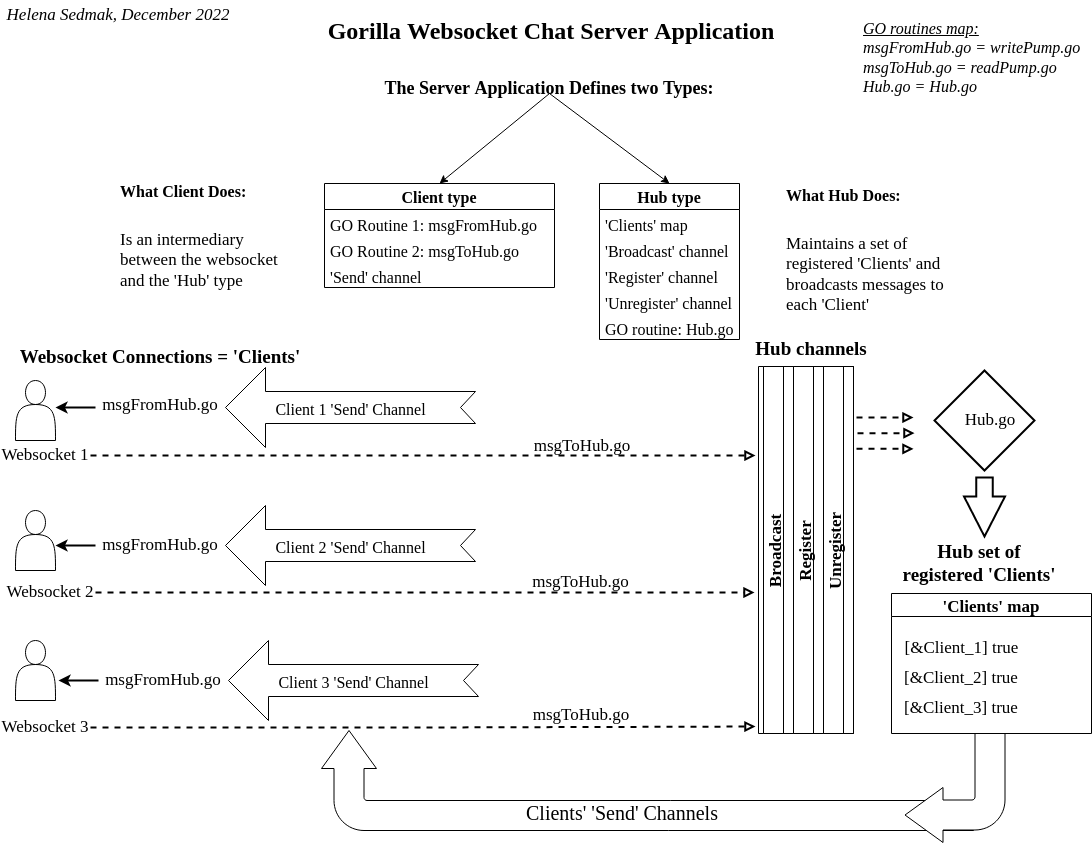 Helena Sedmak, December 2022
Gorilla Websocket Chat Server Application
GO routines map:
msgFromHub.go = writePump.go
msgToHub.go = readPump.go
Hub.go = Hub.go
The Server Application Defines two Types:
What Client Does:
Is an intermediary
between the websocket
and the 'Hub' type
Client type
GO Routine 1: msgFromHub.go
GO Routine 2: msgToHub.go
'Send' channel
Hub type
'Clients' map
'Broadcast' channel
'Register' channel
'Unregister' channel
GO routine: Hub.go
What Hub Does:
Maintains a set of
registered 'Clients' and
broadcasts messages to
each 'Client'
Websocket Connections = 'Clients'
Hub channels
msgFromHub.go
Client 1 'Send' Channel
Websocket 1
msgToHub.go
msgFromHub.go
Client 2 'Send' Channel
Websocket 2
msgToHub.go
msgFromHub.go
Client 3 'Send' Channel
Websocket 3
msgToHub.go
Broadcast
Register
Unregister
Hub.go
Hub set of
registered 'Clients'
'Clients' map
[&Client_1] true
[&Client_2] true
[&Client_3] true
Clients' 'Send' Channels